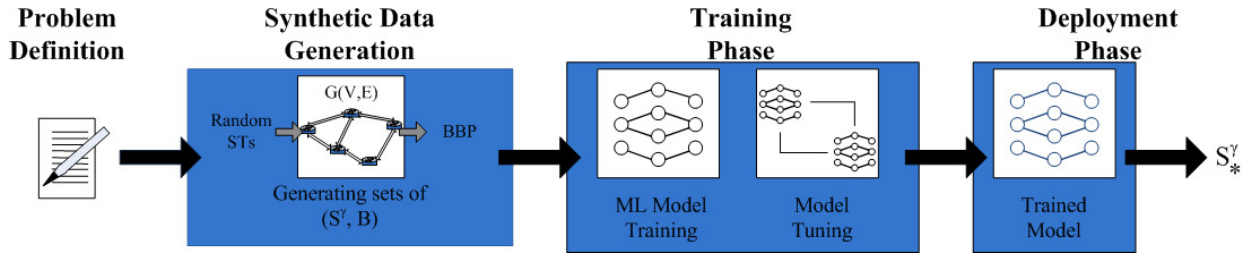 Problem
Definition
Synthetic Data
Generation
Training
Phase
Deployment
Phase
G(V,E)
Random
STs
BBP
Generating sets of
(S^γ, B)
ML Model
Training
Model
Tuning
Trained
Model
S^γ_*